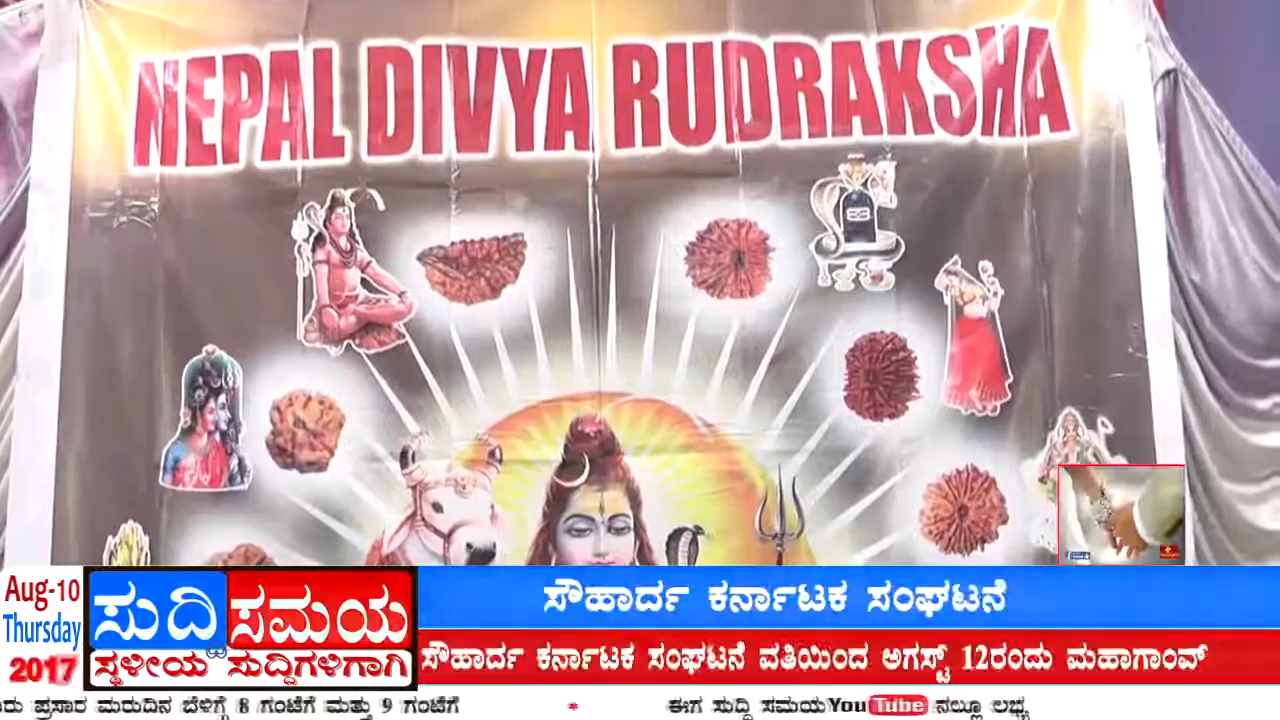 NEPAL DIVYA RUDRAKSHA
Aug-10
Thursday
2017
ಸುದ್ದಿ ಸಮಯ
ಸ್ಥಳೀಯ ಸುದ್ದಿಗಳಿಗಾಗಿ
ಸೌಹಾರ್ದ ಕರ್ನಾಟಕ ಸಂಘಟನೆ
ಸೌಹಾರ್ದ ಕರ್ನಾಟಕ ಸಂಘಟನೆ ವತಿಯಿಂದ ಅಗಸ್ಟ್ 12ರಂದು ಮಹಾಗಾಂವ್
ಪ್ರಸಾರ ಮರುದಿನ ಬೆಳಿಗ್ಗೆ 8 ಗಂಟೆಗೆ ಮತ್ತು 9 ಗಂಟೆಗೆ * ಈಗ ಸುದ್ದಿ ಸಮಯ YouTube ನಲ್ಲೂ ಲಭ್ಯ